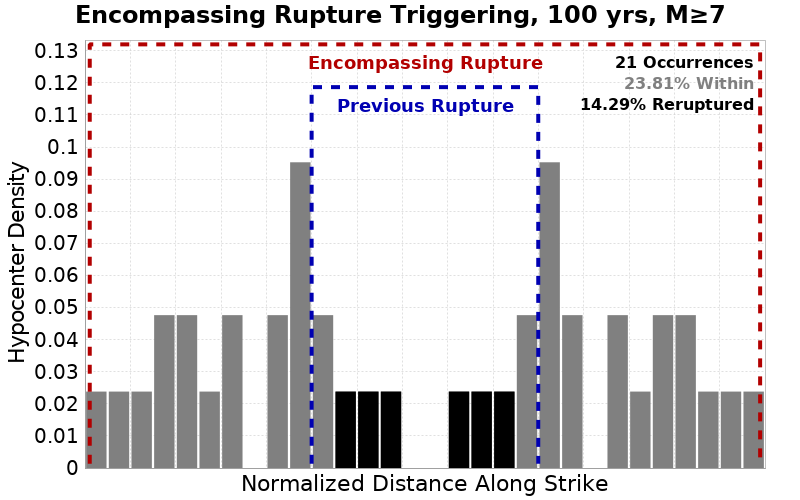 Encompassing Rupture Triggering, 100 yrs, M≥7
Encompassing Rupture
Previous Rupture
21 Occurrences
23.81% Within
14.29% Reruptured
Hypocenter Density
0.13
0.12
0.11
0.1
0.09
0.08
0.07
0.06
0.05
0.04
0.03
0.02
0.01
0
Normalized Distance Along Strike